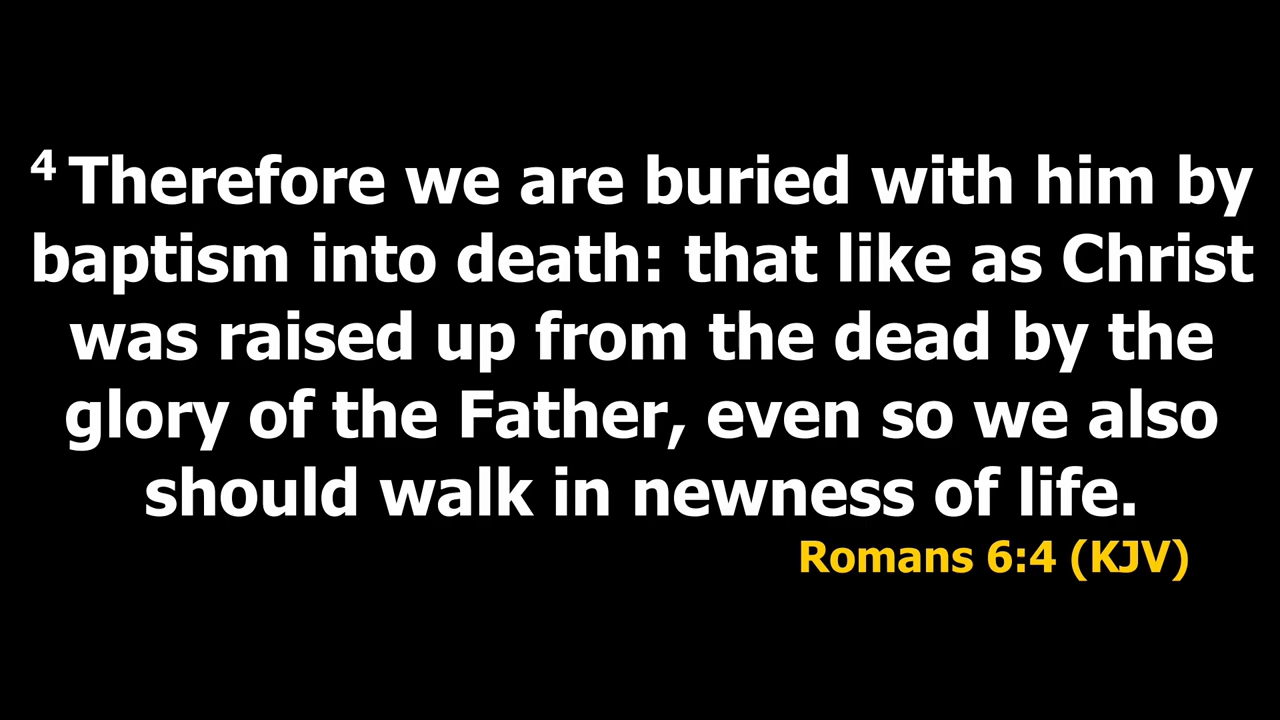 4 Therefore we are buried with him by
baptism into death: that like as Christ
was raised up from the dead by the
glory of the Father, even so we also
should walk in newness of life.
Romans 6:4 (KJV)